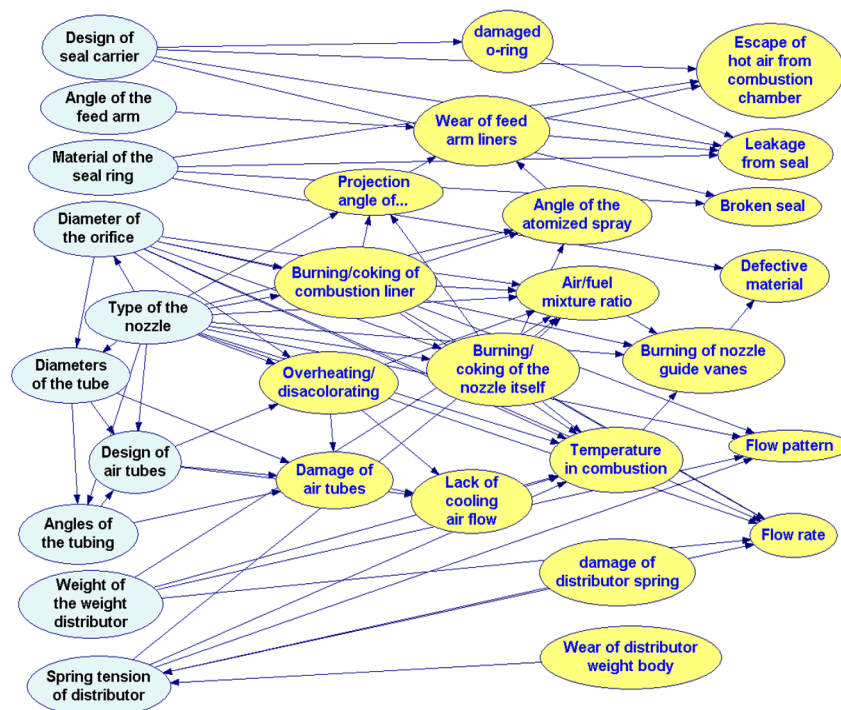 Design of
seal carrier
damaged
o-ring
Escape of
hot air from
combustion
chamber
Angle of the
feed arm
Wear of feed
arm liners
Material of the
seal ring
Leakage
from seal
Projection
angle of...
Broken seal
Diameter of
the orifice
Angle of the
atomized spray
Burning/coking of
combustion liner
Air/fuel
mixture ratio
Defective
material
Type of the
nozzle
Diameters
of the tube
Overheating/
disacolorating
Burning/
coking of the
nozzle itself
Burning of nozzle
guide vanes
Design of
air tubes
Damage of
air tubes
Lack of
cooling
air flow
Temperature
in combustion
Flow pattern
Angles of
the tubing
Flow rate
Weight of
the weight
distributor
damage of
distributor spring
Spring tension
of distributor
Wear of distributor
weight body